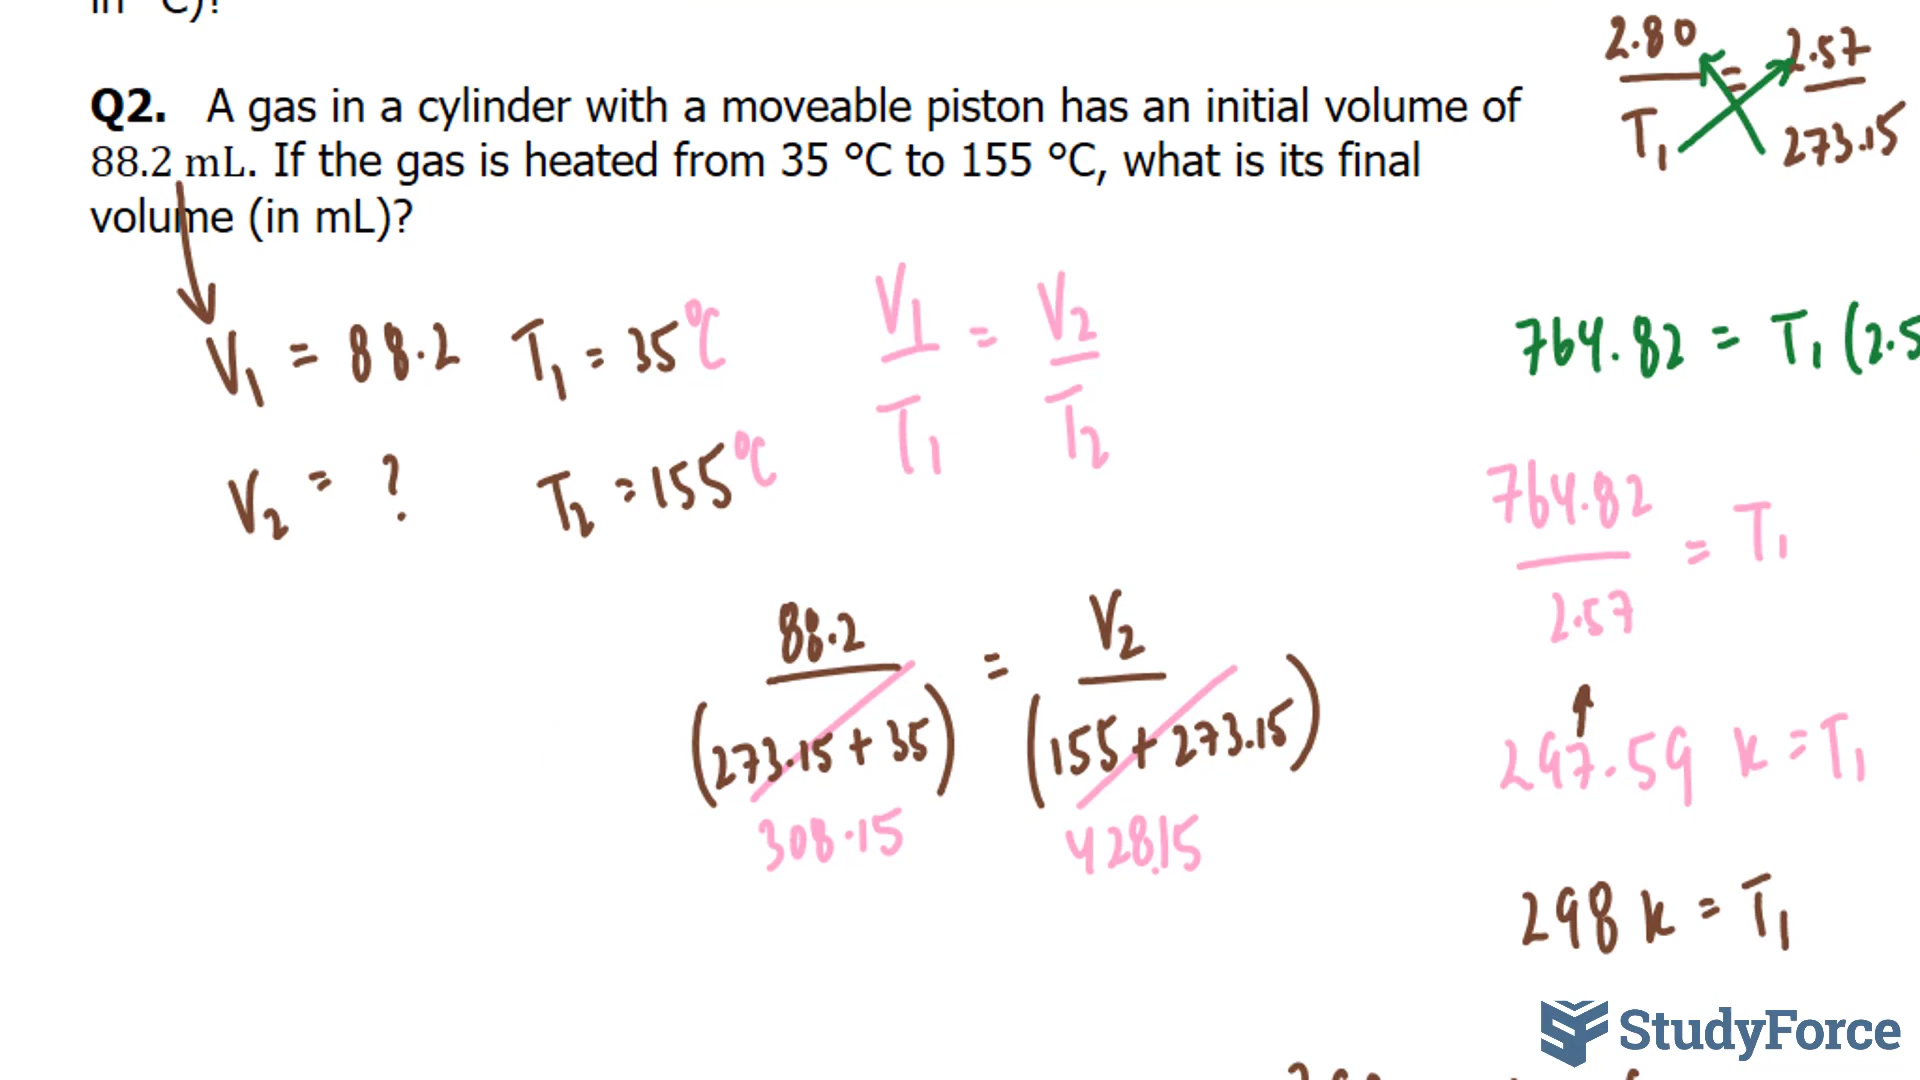 in °C)?
Q2. A gas in a cylinder with a moveable piston has an initial volume of
88.2 mL. If the gas is heated from 35 °C to 155 °C, what is its final
volume (in mL)?
V₁ = 88.2 T₁ = 35°C
V₂ = ? T₂ = 155°C
V₁/T₁ = V₂/T₂
88.2/(273.15 + 35) = V₂/(155 + 273.15)
308.15 428.15
2.80/T₁ = 2.57/273.15
764.82 = T₁ (2.5
764.82/2.57 = T₁
297.59 K = T₁
298 K = T₁
StudyForce